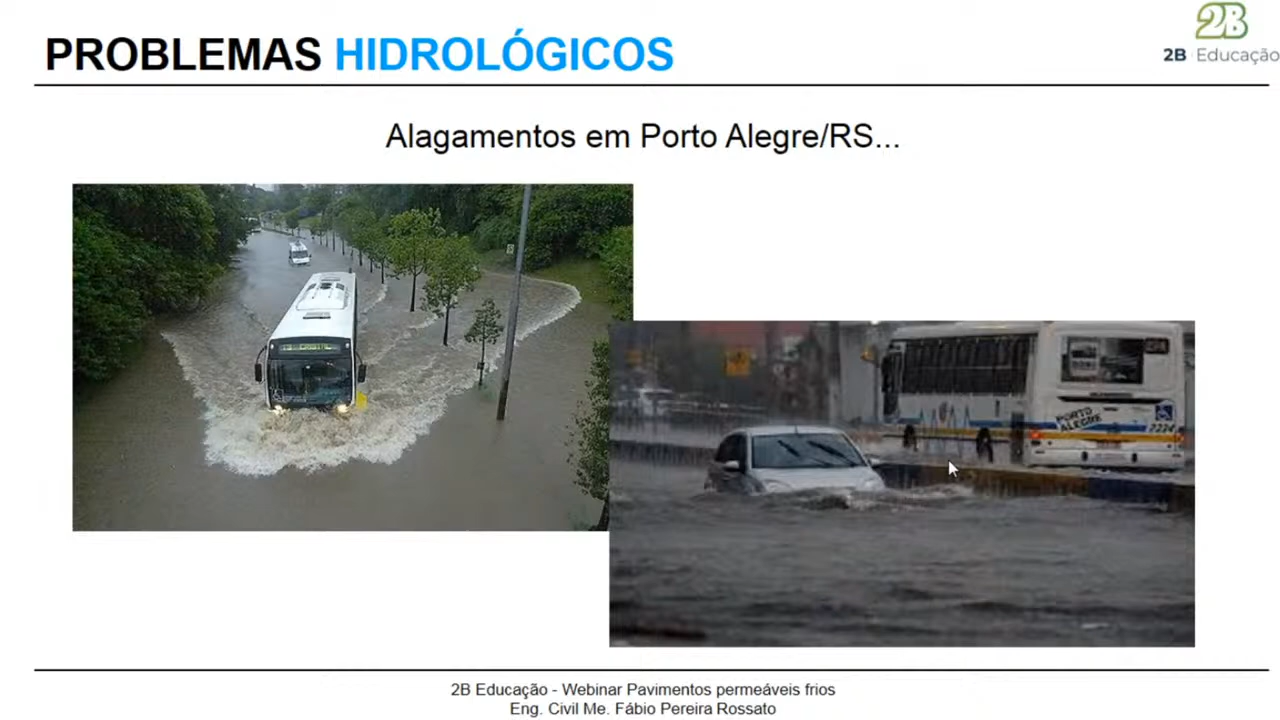 PROBLEMAS HIDROLÓGICOS
2B
2B Educação
Alagamentos em Porto Alegre/RS...
PORTO
ALEGRE
2B Educação - Webinar Pavimentos permeáveis frios
Eng. Civil Me. Fábio Pereira Rossato